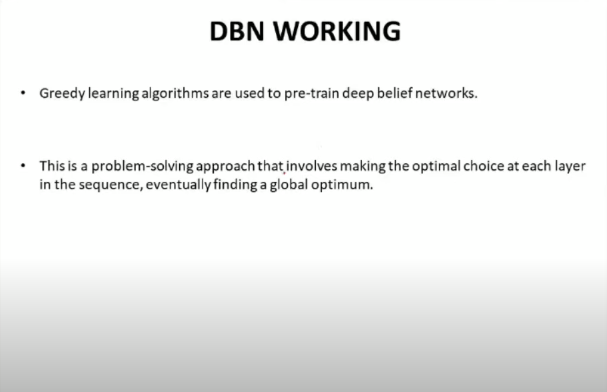 DBN WORKING
• Greedy learning algorithms are used to pre-train deep belief networks.
• This is a problem-solving approach that involves making the optimal choice at each layer
in the sequence, eventually finding a global optimum.